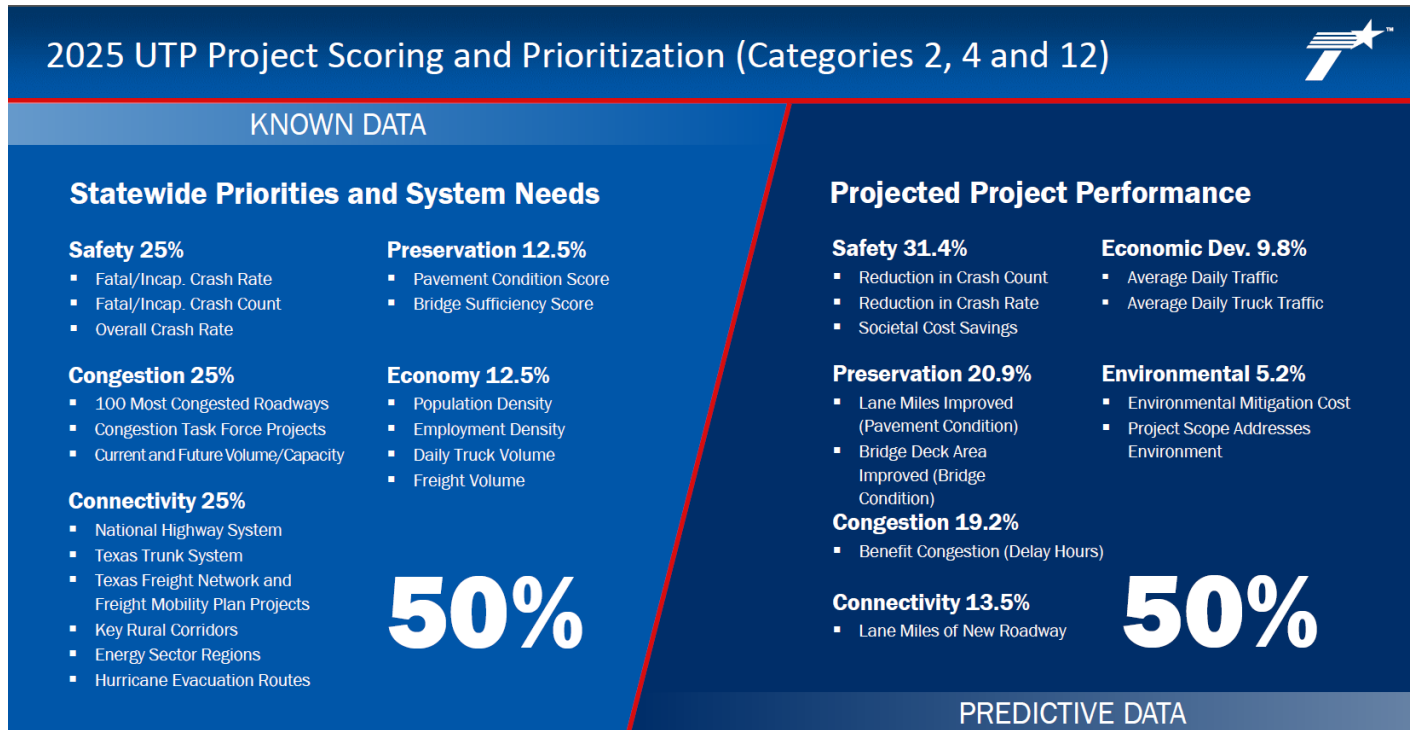 2025 UTP Project Scoring and Prioritization (Categories 2, 4 and 12)
TM
KNOWN DATA
Statewide Priorities and System Needs
Safety 25%
▪ Fatal/Incap. Crash Rate
▪ Fatal/Incap. Crash Count
▪ Overall Crash Rate
Congestion 25%
▪ 100 Most Congested Roadways
▪ Congestion Task Force Projects
▪ Current and Future Volume/Capacity
Connectivity 25%
▪ National Highway System
▪ Texas Trunk System
▪ Texas Freight Network and
Freight Mobility Plan Projects
▪ Key Rural Corridors
▪ Energy Sector Regions
▪ Hurricane Evacuation Routes
Preservation 12.5%
▪ Pavement Condition Score
▪ Bridge Sufficiency Score
Economy 12.5%
▪ Population Density
▪ Employment Density
▪ Daily Truck Volume
▪ Freight Volume
50%
Projected Project Performance
Safety 31.4%
▪ Reduction in Crash Count
▪ Reduction in Crash Rate
▪ Societal Cost Savings
Preservation 20.9%
▪ Lane Miles Improved
(Pavement Condition)
▪ Bridge Deck Area
Improved (Bridge
Condition)
Congestion 19.2%
▪ Benefit Congestion (Delay Hours)
Connectivity 13.5%
▪ Lane Miles of New Roadway
Economic Dev. 9.8%
▪ Average Daily Traffic
▪ Average Daily Truck Traffic
Environmental 5.2%
▪ Environmental Mitigation Cost
▪ Project Scope Addresses
Environment
50%
PREDICTIVE DATA